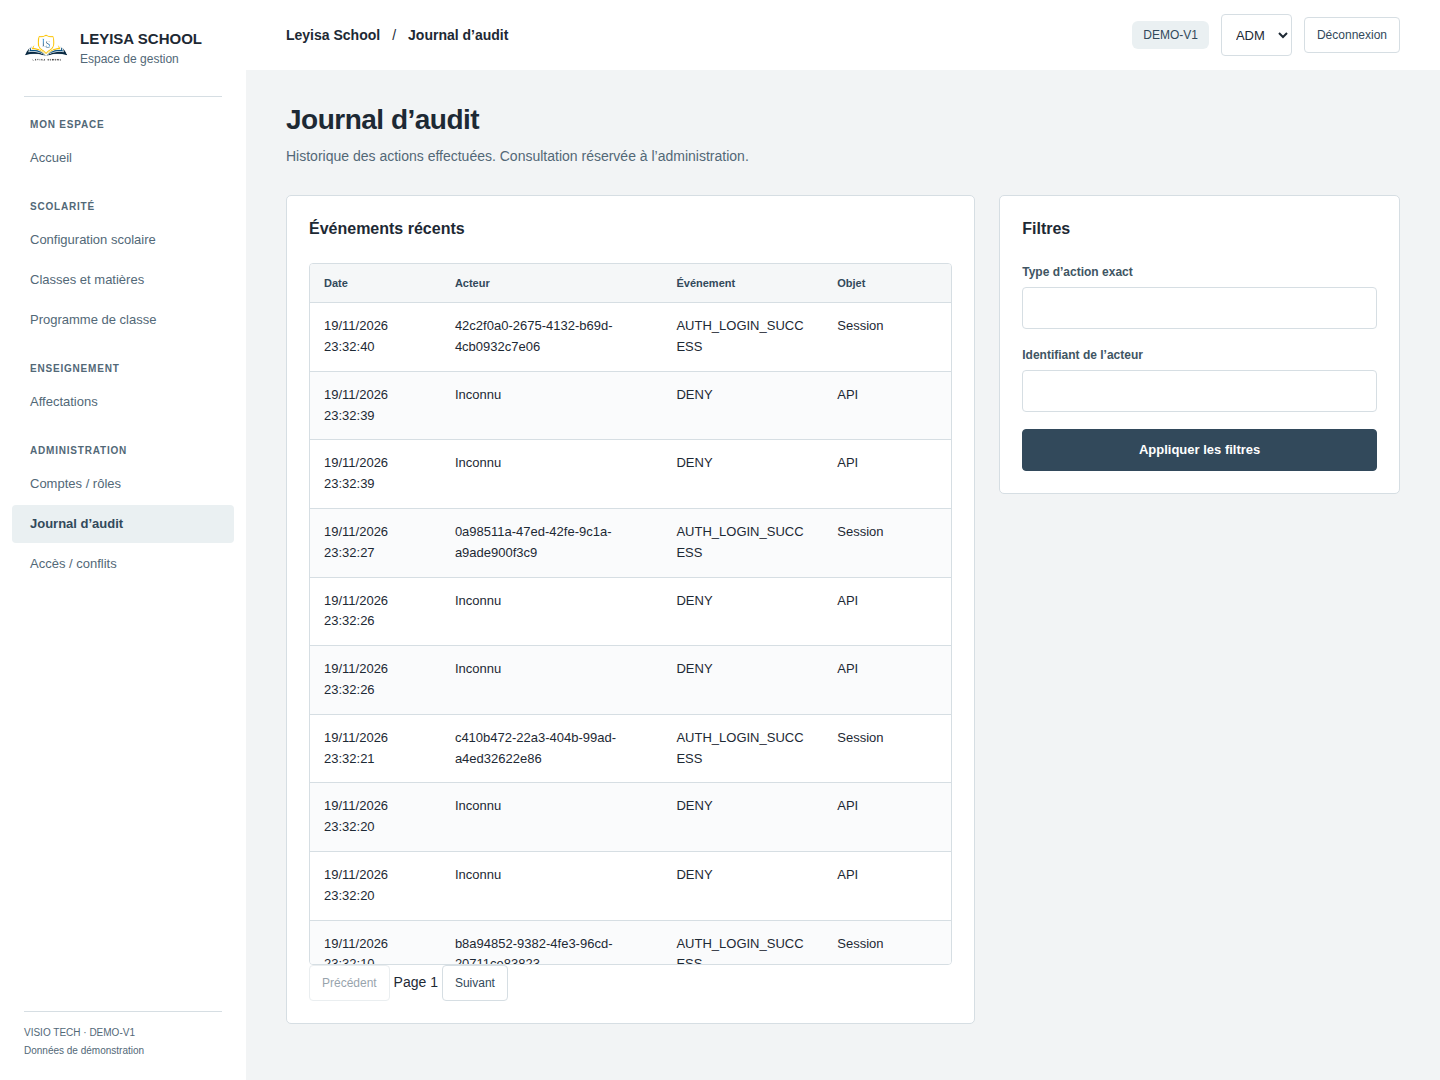 LEYISA SCHOOL
Espace de gestion
MON ESPACE
Accueil
SCOLARITÉ
Configuration scolaire
Classes et matières
Programme de classe
ENSEIGNEMENT
Affectations
ADMINISTRATION
Comptes / rôles
Journal d’audit
Accès / conflits
VISIO TECH · DEMO-V1
Données de démonstration
Leyisa School / Journal d’audit
DEMO-V1
ADM
Déconnexion
Journal d’audit
Historique des actions effectuées. Consultation réservée à l’administration.
Événements récents
Date Acteur Événement Objet
19/11/2026 42c2f0a0-2675-4132-b69d- AUTH_LOGIN_SUCC Session
23:32:40 4cb0932c7e06 ESS
19/11/2026 Inconnu DENY API
23:32:39
19/11/2026 Inconnu DENY API
23:32:39
19/11/2026 0a98511a-47ed-42fe-9c1a- AUTH_LOGIN_SUCC Session
23:32:27 a9ade900f3c9 ESS
19/11/2026 Inconnu DENY API
23:32:26
19/11/2026 Inconnu DENY API
23:32:26
19/11/2026 c410b472-22a3-404b-99ad- AUTH_LOGIN_SUCC Session
23:32:21 a4ed32622e86 ESS
19/11/2026 Inconnu DENY API
23:32:20
19/11/2026 Inconnu DENY API
23:32:20
19/11/2026 b8a94852-9382-4fe3-96cd- AUTH_LOGIN_SUCC Session
Précédent Page 1 Suivant
Filtres
Type d’action exact
Identifiant de l’acteur
Appliquer les filtres